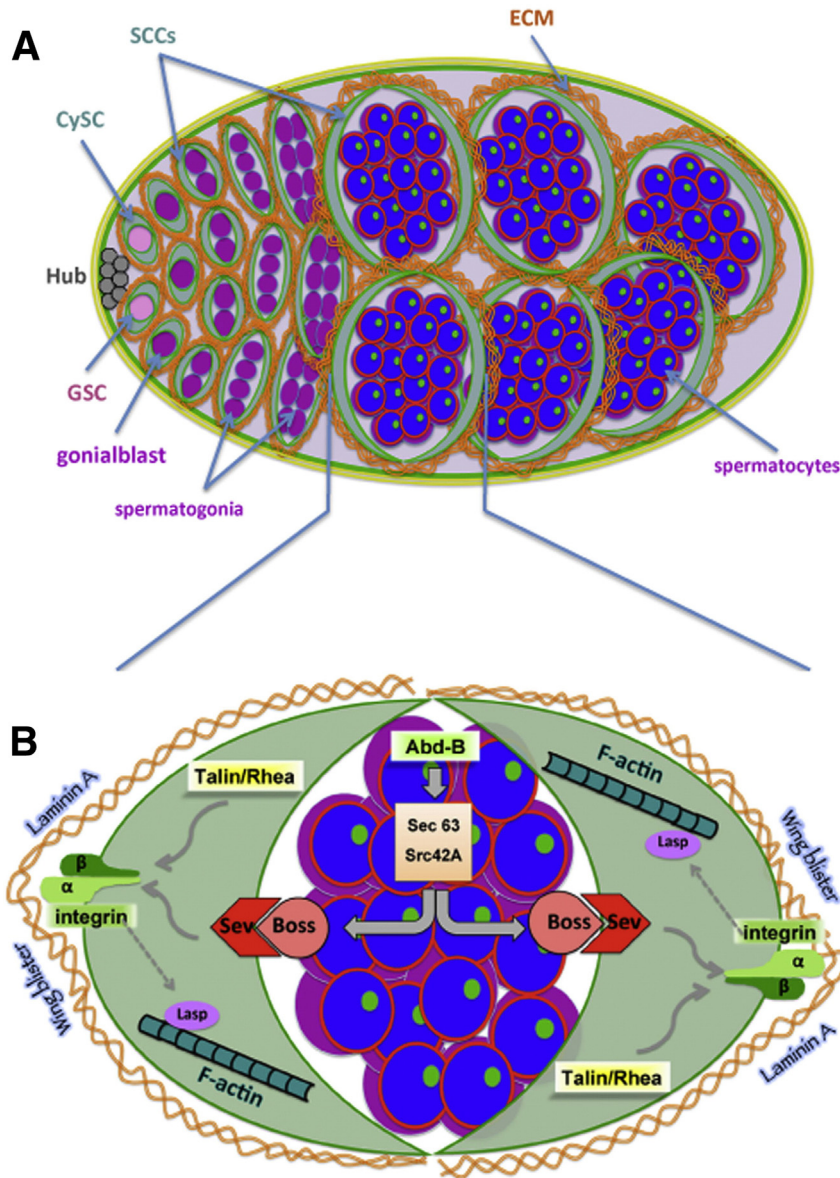 A
SCCs
ECM
CySC
Hub
GSC
gonialblast
spermatogonia
spermatocytes
B
Abd-B
Talin/Rhea
F-actin
Laminin A
Sec 63
Src42A
Wing blister
Lasp
β
α
integrin
Sev
Boss
Boss
Sev
integrin
α
β
Wing blister
Lasp
F-actin
Talin/Rhea
Laminin A